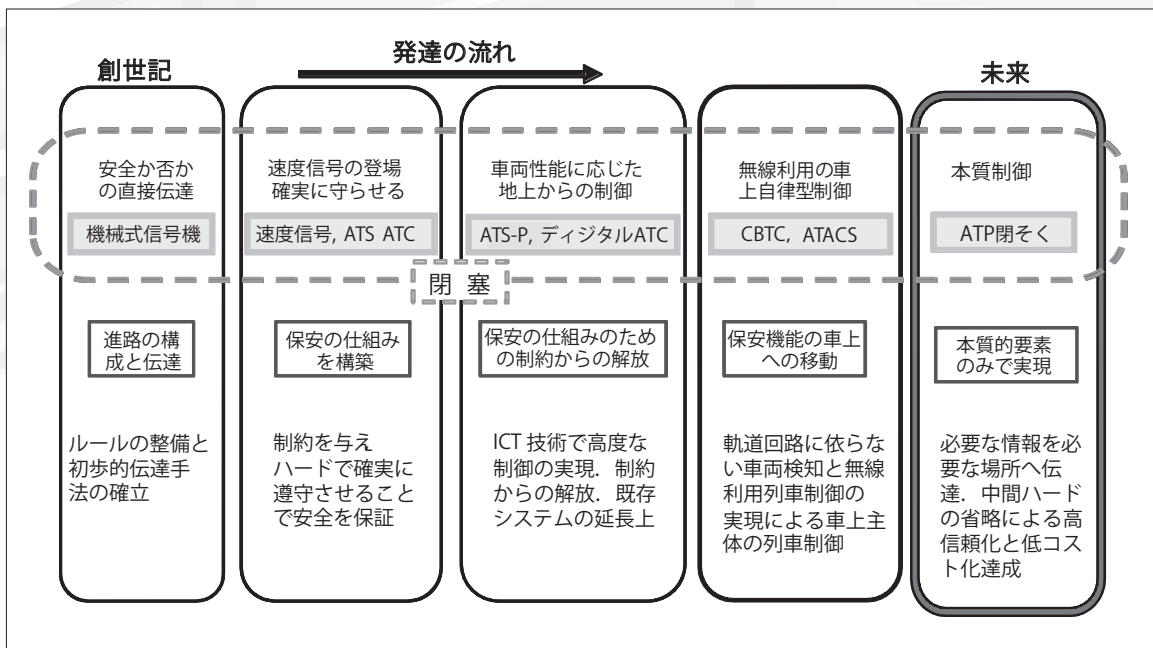 発達の流れ
創世記
未来
安全か否か
の直接伝達
機械式信号機
進路の構
成と伝達
ルールの整備と
初歩的伝達手
法の確立
速度信号の登場
確実に守らせる
速度信号, ATS ATC
保安の仕組み
を構築
制約を与え
ハードで確実に
遵守させること
で安全を保証
車両性能に応じた
地上からの制御
ATS-P, ディジタルATC
保安の仕組みのため
の制約からの解放
ICT 技術で高度な
制御の実現．制約
からの解放．既存
システムの延長上
無線利用の車
上自律型制御
CBTC, ATACS
保安機能の車上
への移動
軌道回路に依らな
い車両検知と無線
利用列車制御の
実現による車上主
体の列車制御
本質制御
ATP閉そく
本質的要素
のみで実現
必要な情報を必
要な場所へ伝
達．中間ハード
の省略による高
信頼化と低コス
ト化達成
閉 塞